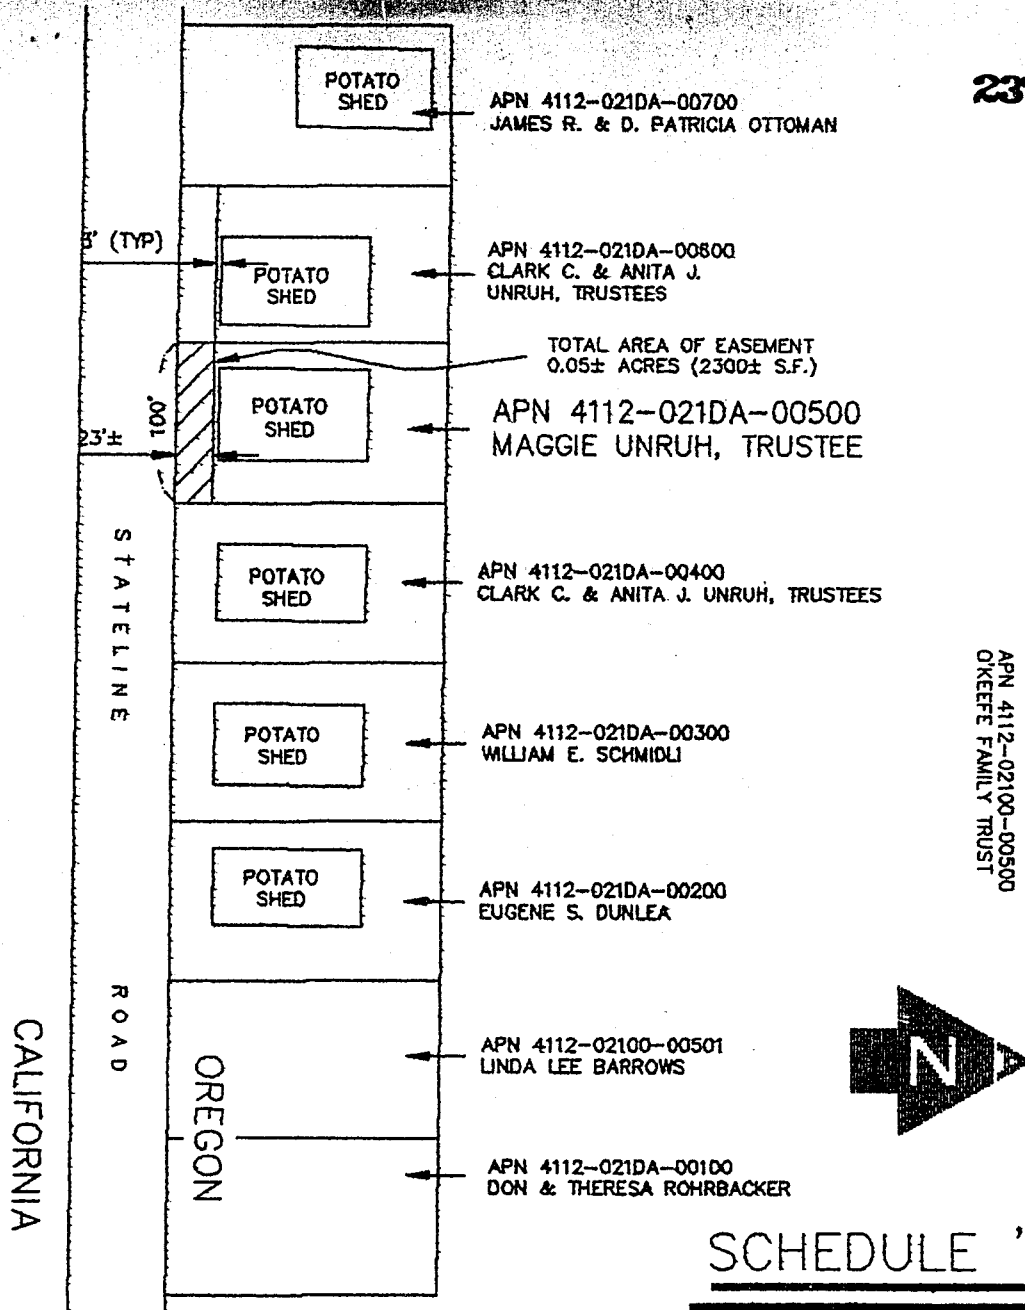 23
POTATO
SHED
APN 4112-021DA-00700
JAMES R. & D. PATRICIA OTTOMAN
3' (TYP)
POTATO
SHED
APN 4112-021DA-00600
CLARK C. & ANITA J.
UNRUH, TRUSTEES
TOTAL AREA OF EASEMENT
0.05± ACRES (2300± S.F.)
100'
23'±
POTATO
SHED
APN 4112-021DA-00500
MAGGIE UNRUH, TRUSTEE
POTATO
SHED
APN 4112-021DA-00400
CLARK C. & ANITA J. UNRUH, TRUSTEES
STATELINE ROAD
POTATO
SHED
APN 4112-021DA-00300
WILLIAM E. SCHMIDLI
APN 4112-02100-00500
O'KEEFE FAMILY TRUST
POTATO
SHED
APN 4112-021DA-00200
EUGENE S. DUNLEA
APN 4112-02100-00501
LINDA LEE BARROWS
N
CALIFORNIA
OREGON
APN 4112-021DA-00100
DON & THERESA ROHRBACKER
SCHEDULE '